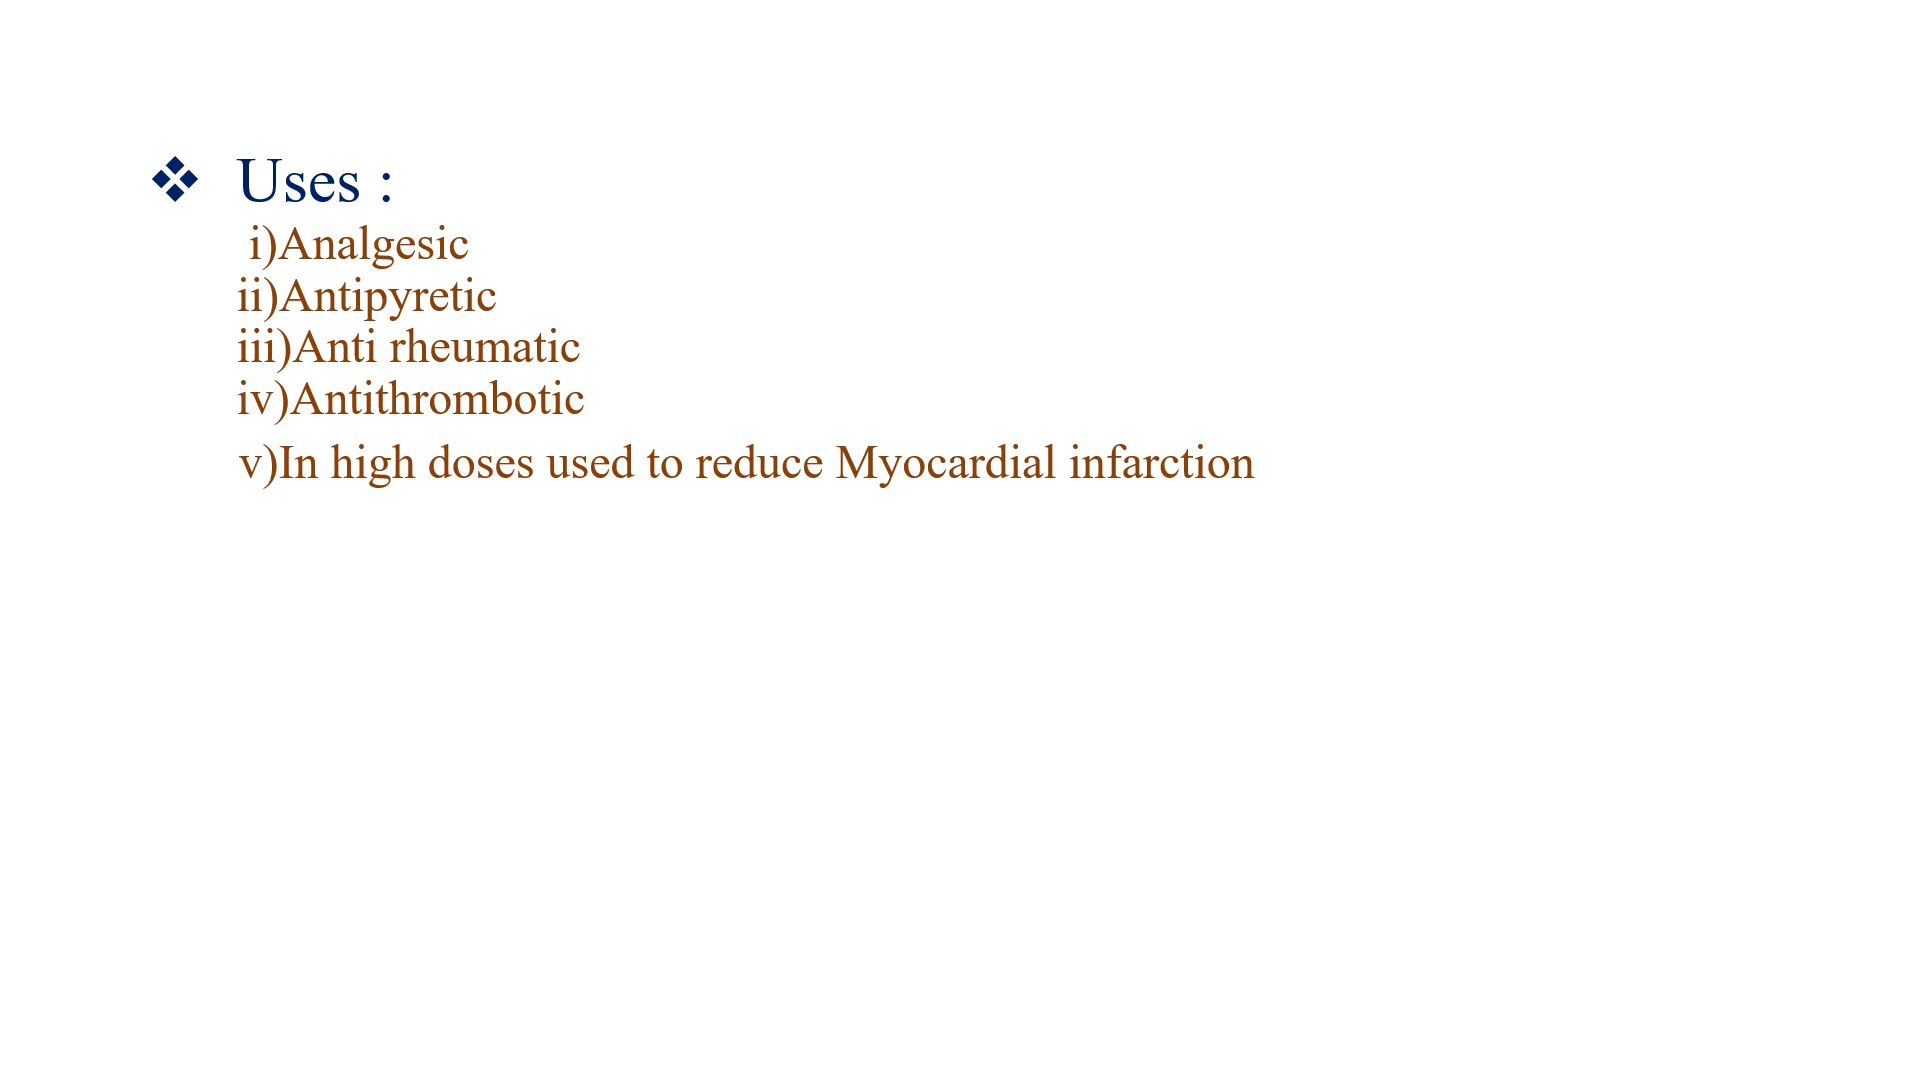 ❖ Uses :
i)Analgesic
ii)Antipyretic
iii)Anti rheumatic
iv)Antithrombotic
v)In high doses used to reduce Myocardial infarction